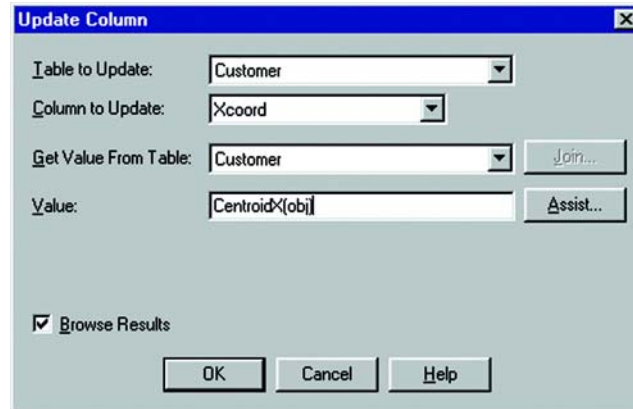 Update Column
Table to Update: Customer
Column to Update: Xcoord
Get Value From Table: Customer Join...
Value: CentroidX(obj) Assist...
Browse Results
OK Cancel Help